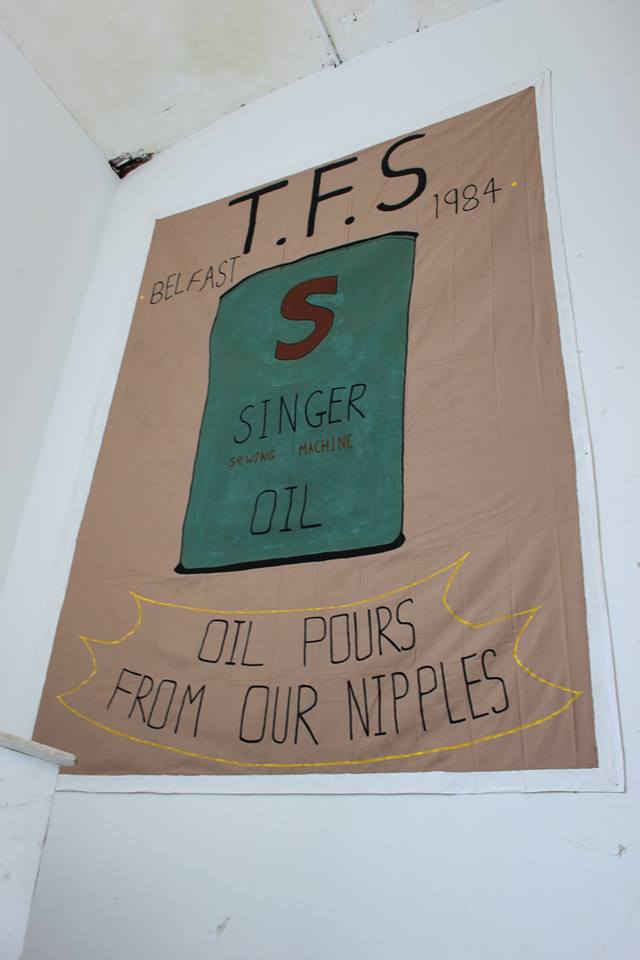 T.F.S
BELFAST 1984
S
SINGER
SeWING MACHINE
OIL
OIL POURS
FROM OUR NIPPLES